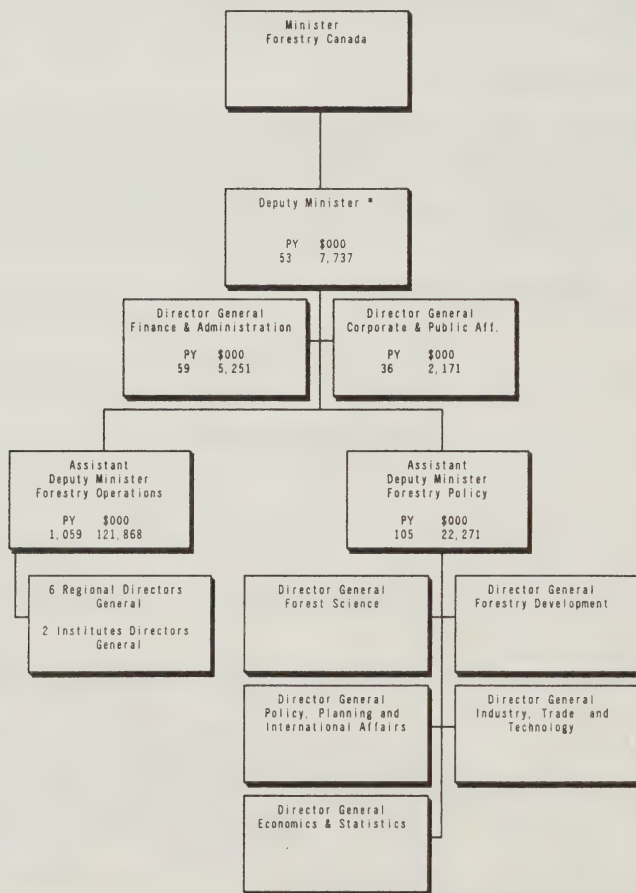 Minister
Forestry Canada
Deputy Minister *
PY $000
53 7,737
Director General
Finance & Administration
PY $000
59 5,251
Director General
Corporate & Public Aff.
PY $000
36 2,171
Assistant
Deputy Minister
Forestry Operations
PY $000
1,059 121,868
Assistant
Deputy Minister
Forestry Policy
PY $000
105 22,271
6 Regional Directors
General
2 Institutes Directors
General
Director General
Forest Science
Director General
Forestry Development
Director General
Policy, Planning and
International Affairs
Director General
Industry, Trade and
Technology
Director General
Economics & Statistics